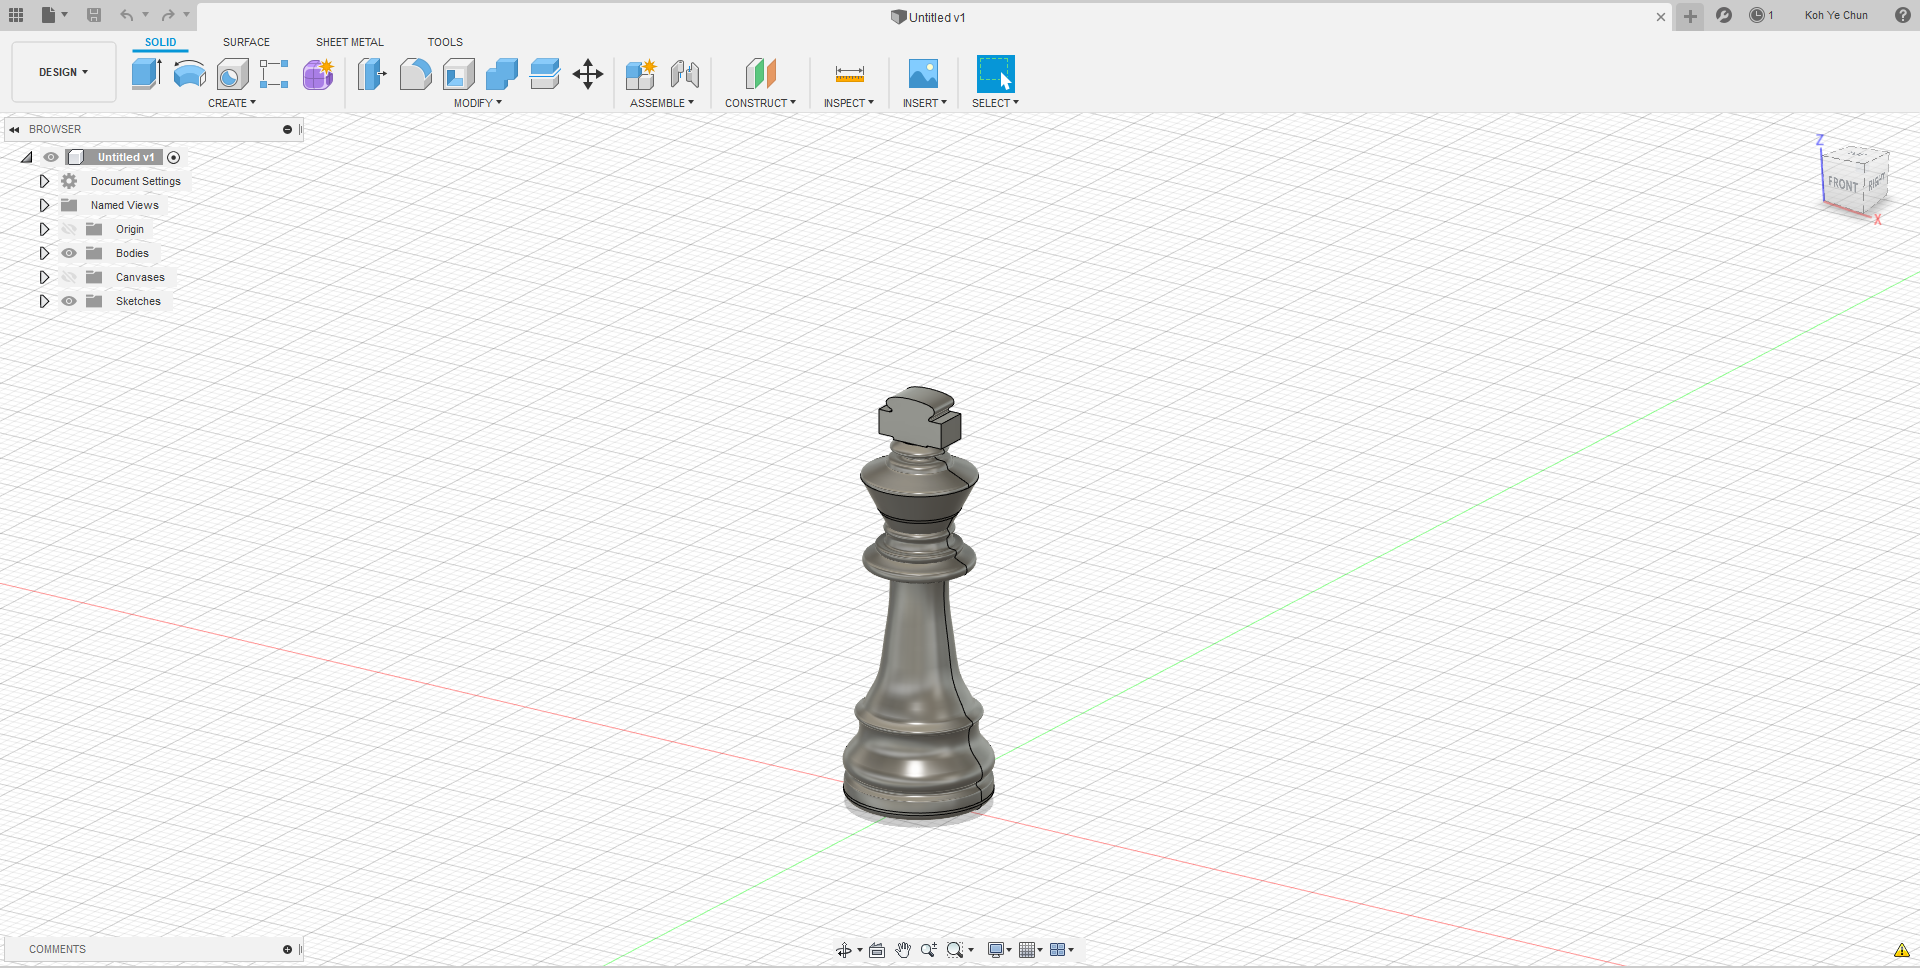 Untitled v1
1
Koh Ye Chun
SOLID
SURFACE
SHEET METAL
TOOLS
DESIGN
CREATE
MODIFY
ASSEMBLE
CONSTRUCT
INSPECT
INSERT
SELECT
BROWSER
Untitled v1
Document Settings
Named Views
Origin
Bodies
Canvases
Sketches
Z
FRONT
RIGHT
X
COMMENTS